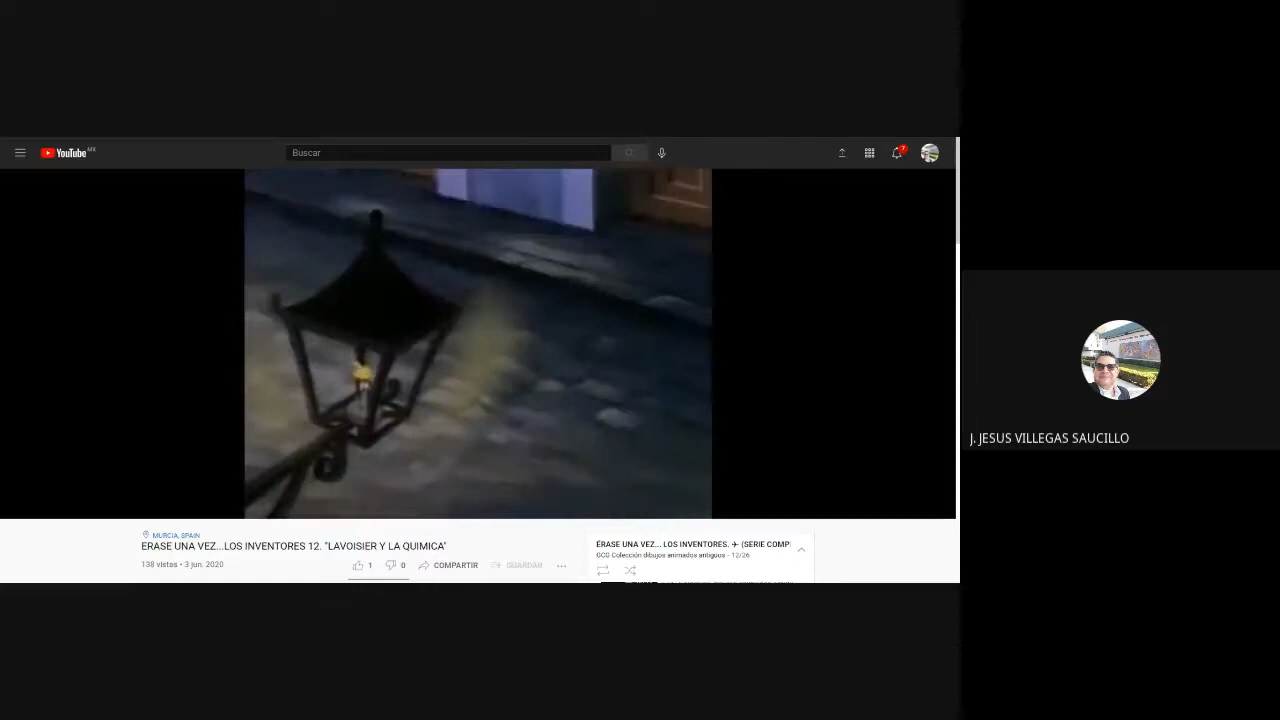 YouTube MX
Buscar
7
MURCIA, SPAIN
ERASE UNA VEZ...LOS INVENTORES 12. "LAVOISIER Y LA QUIMICA"
138 vistas • 3 jun. 2020
1
0
COMPARTIR
GUARDAR
ÉRASE UNA VEZ... LOS INVENTORES. ✈ (SERIE COMP
GCG Colección dibujos animados antiguos - 12/26
J. JESUS VILLEGAS SAUCILLO